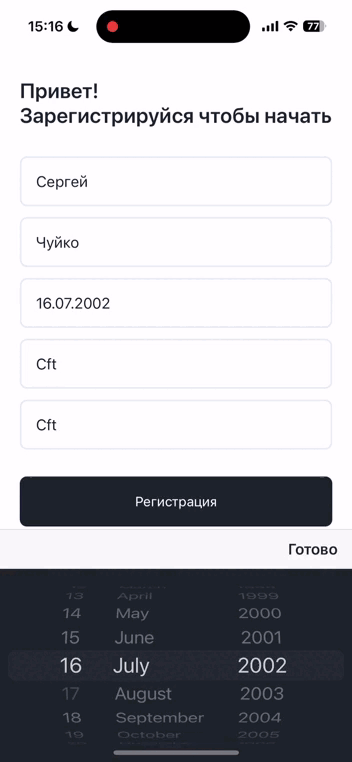 15:16
77
Привет!
Зарегистрируйся чтобы начать
Сергей
Чуйко
16.07.2002
Cft
Cft
Регистрация
Готово
13 April 1999
14 May 2000
15 June 2001
16 July 2002
17 August 2003
18 September 2004
19 October 2005